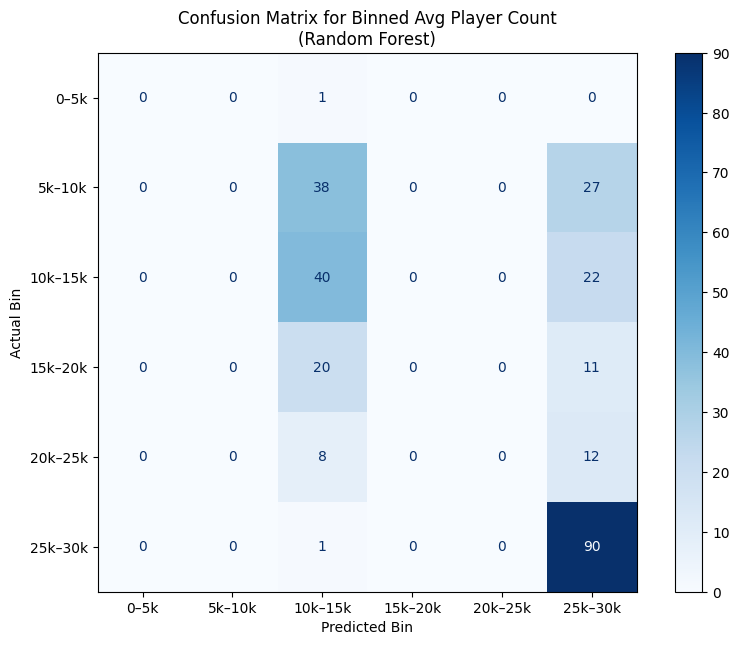 Confusion Matrix for Binned Avg Player Count
(Random Forest)
0–5k 0 0 1 0 0 0
5k–10k 0 0 38 0 0 27
10k–15k 0 0 40 0 0 22
15k–20k 0 0 20 0 0 11
20k–25k 0 0 8 0 0 12
25k–30k 0 0 1 0 0 90
0–5k 5k–10k 10k–15k 15k–20k 20k–25k 25k–30k
Predicted Bin
Actual Bin
90
80
70
60
50
40
30
20
10
0